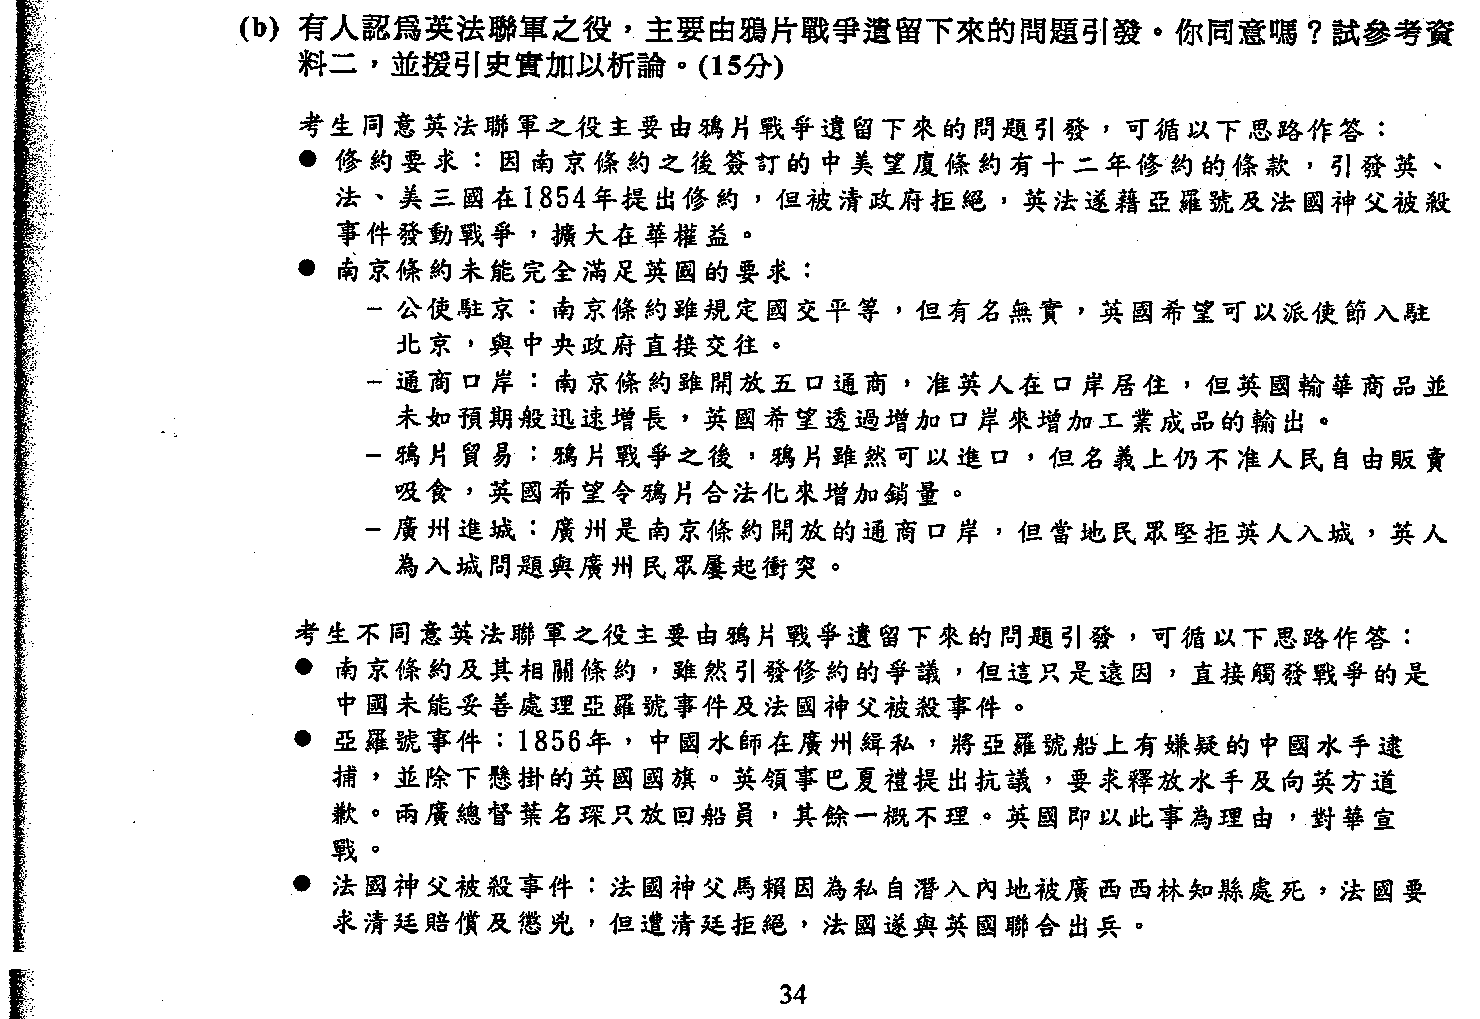 (b) 有人認爲英法聯軍之役，主要由鴉片戰爭遺留下來的問題引發。你同意嗎？試參考資
料二，並援引史實加以析論。(15分)
考生同意英法聯軍之役主要由鴉片戰爭遺留下來的問題引發，可循以下思路作答：
● 修約要求：因南京條約之後簽訂的中美望廈條約有十二年修約的條款，引發英、
法、美三國在1854年提出修約，但被清政府拒絕，英法遂藉亞羅號及法國神父被殺
事件發動戰爭，擴大在華權益。
● 南京條約未能完全滿足英國的要求：
– 公使駐京：南京條約雖規定國交平等，但有名無實，英國希望可以派使節入駐
北京，與中央政府直接交往。
– 通商口岸：南京條約雖開放五口通商，准英人在口岸居住，但英國輸華商品並
未如預期般迅速增長，英國希望透過增加口岸來增加工業成品的輸出。
– 鴉片貿易：鴉片戰爭之後，鴉片雖然可以進口，但名義上仍不准人民自由販賣
吸食，英國希望令鴉片合法化來增加銷量。
– 廣州進城：廣州是南京條約開放的通商口岸，但當地民眾堅拒英人入城，英人
為入城問題與廣州民眾屢起衝突。
考生不同意英法聯軍之役主要由鴉片戰爭遺留下來的問題引發，可循以下思路作答：
● 南京條約及其相關條約，雖然引發修約的爭議，但這只是遠因，直接觸發戰爭的是
中國未能妥善處理亞羅號事件及法國神父被殺事件。
● 亞羅號事件：1856年，中國水師在廣州緝私，將亞羅號船上有嫌疑的中國水手逮
捕，並除下懸掛的英國國旗。英領事巴夏禮提出抗議，要求釋放水手及向英方道
歉。兩廣總督葉名琛只放回船員，其餘一概不理。英國即以此事為理由，對華宣
戰。
● 法國神父被殺事件：法國神父馬賴因為私自潛入內地被廣西西林知縣處死，法國要
求清廷賠償及懲兇，但遭清廷拒絕，法國遂與英國聯合出兵。
34